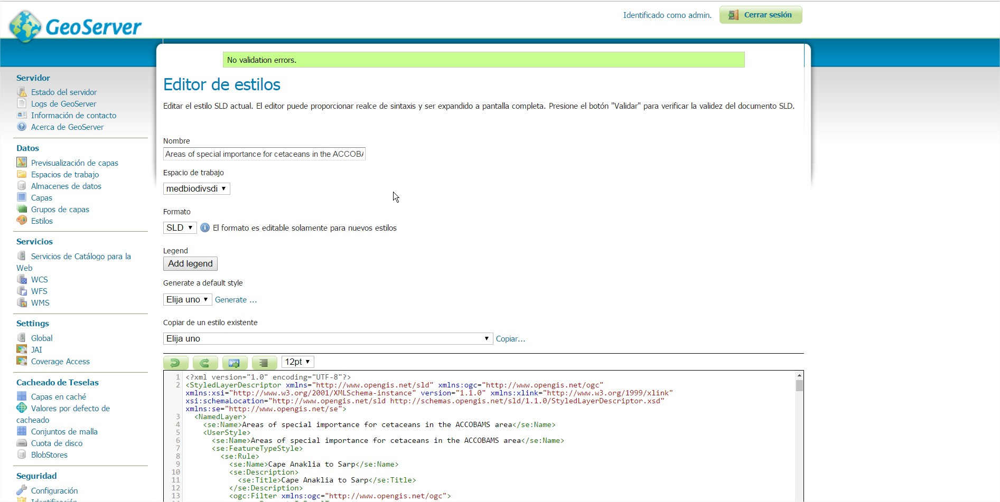 GeoServer
Identificado como admin.
Cerrar sesión
No validation errors.
Servidor
Estado del servidor
Logs de GeoServer
Información de contacto
Acerca de GeoServer
Datos
Previsualización de capas
Espacios de trabajo
Almacenes de datos
Capas
Grupos de capas
Estilos
Servicios
Servicios de Catálogo para la
Web
WCS
WFS
WMS
Settings
Global
JAI
Coverage Access
Cacheado de Teselas
Capas en caché
Valores por defecto de
cacheado
Conjuntos de malla
Cuota de disco
BlobStores
Seguridad
Configuración
Identificación
Editor de estilos
Editar el estilo SLD actual. El editor puede proporcionar realce de sintaxis y ser expandido a pantalla completa. Presione el botón "Validar" para verificar la validez del documento SLD.
Nombre
Areas of special importance for cetaceans in the ACCOBA
Espacio de trabajo
medbiodivsdi
Formato
SLD El formato es editable solamente para nuevos estilos
Legend
Add legend
Generate a default style
Elija uno Generate ...
Copiar de un estilo existente
Elija uno Copiar...
12pt
1 <?xml version="1.0" encoding="UTF-8"?>
2 <StyledLayerDescriptor xmlns="http://www.opengis.net/sld" xmlns:ogc="http://www.opengis.net/ogc"
xmlns:xsi="http://www.w3.org/2001/XMLSchema-instance" version="1.1.0" xmlns:xlink="http://www.w3.org/1999/xlink"
xsi:schemaLocation="http://www.opengis.net/sld http://schemas.opengis.net/sld/1.1.0/StyledLayerDescriptor.xsd"
xmlns:se="http://www.opengis.net/se">
3 <NamedLayer>
4 <se:Name>Areas of special importance for cetaceans in the ACCOBAMS area</se:Name>
5 <UserStyle>
6 <se:Name>Areas of special importance for cetaceans in the ACCOBAMS area</se:Name>
7 <se:FeatureTypeStyle>
8 <se:Rule>
9 <se:Name>Cape Anaklia to Sarp</se:Name>
10 <se:Description>
11 <se:Title>Cape Anaklia to Sarp</se:Title>
12 </se:Description>
13 <ogc:Filter xmlns:ogc="http://www.opengis.net/ogc">